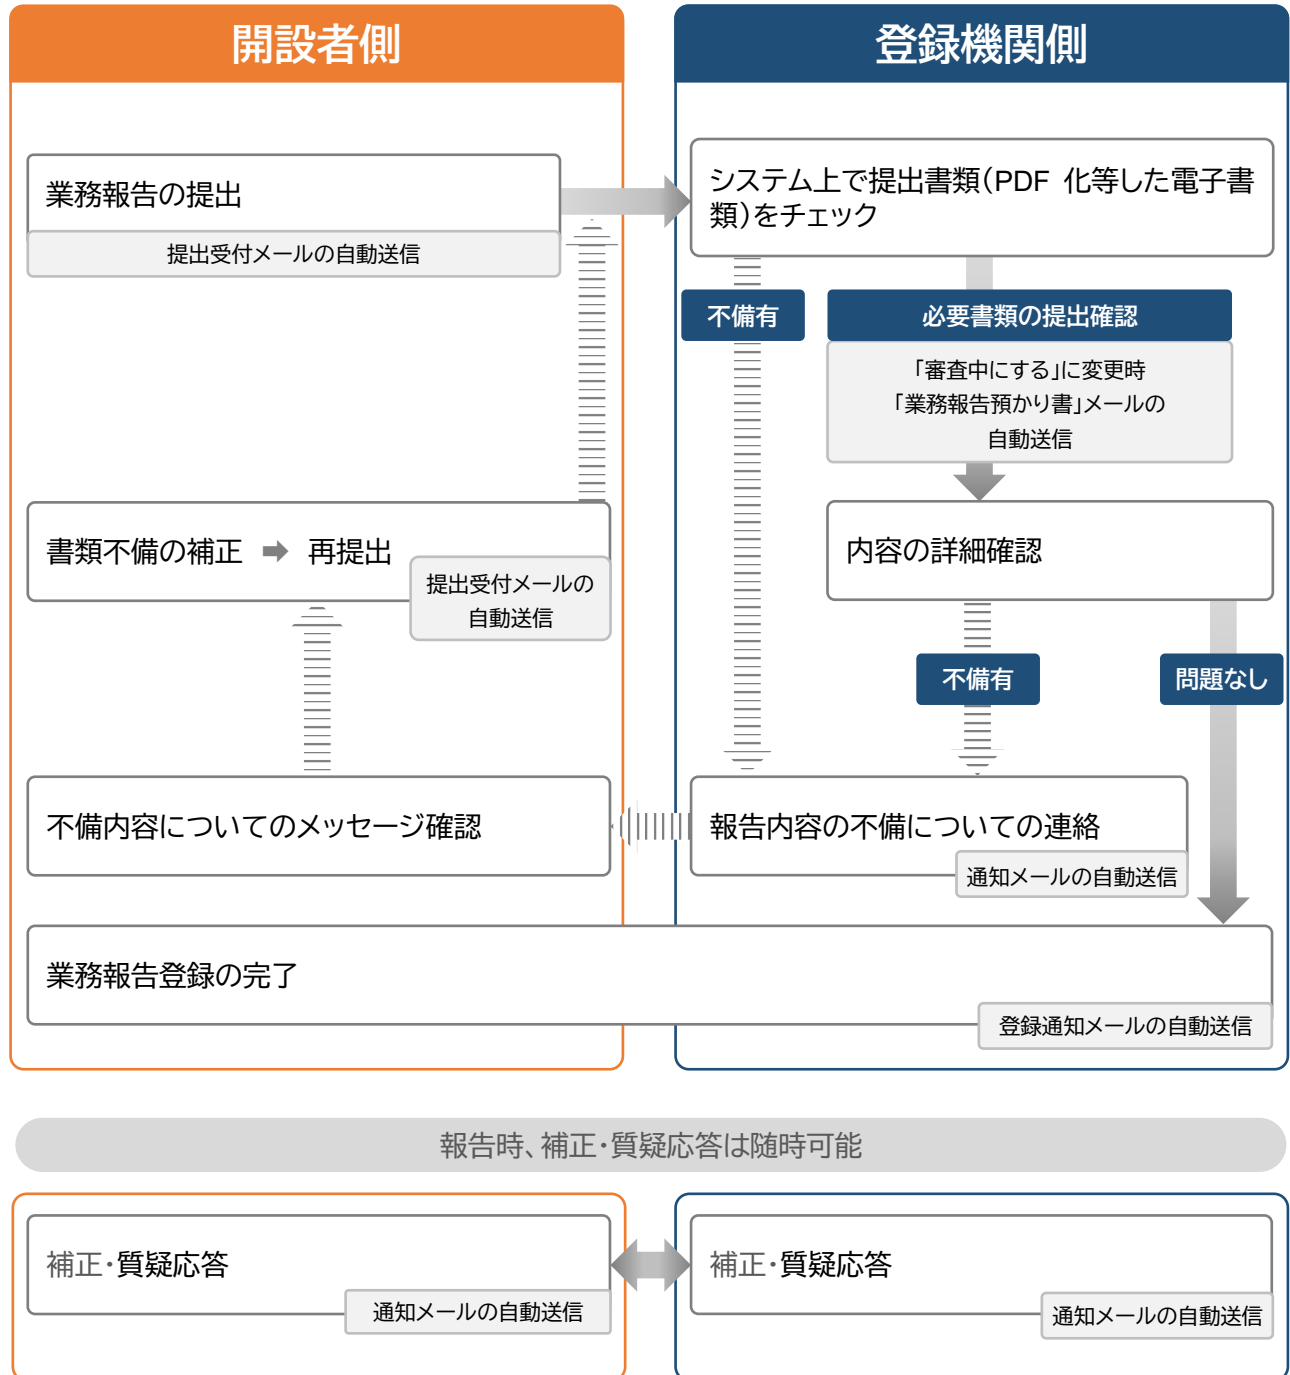 開設者側
登録機関側
業務報告の提出
提出受付メールの自動送信
システム上で提出書類（PDF 化等した電子書
類）をチェック
不備有
必要書類の提出確認
「審査中にする」に変更時
「業務報告預かり書」メールの
自動送信
書類不備の補正 ➡ 再提出
提出受付メールの
自動送信
内容の詳細確認
不備有
問題なし
不備内容についてのメッセージ確認
報告内容の不備についての連絡
通知メールの自動送信
業務報告登録の完了
登録通知メールの自動送信
報告時、補正・質疑応答は随時可能
補正・質疑応答
通知メールの自動送信
補正・質疑応答
通知メールの自動送信